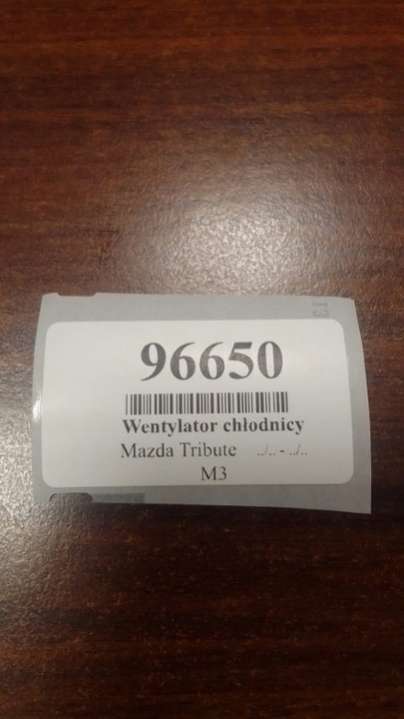 96650
Wentylator chłodnicy
Mazda Tribute ../.. - ../..
M3